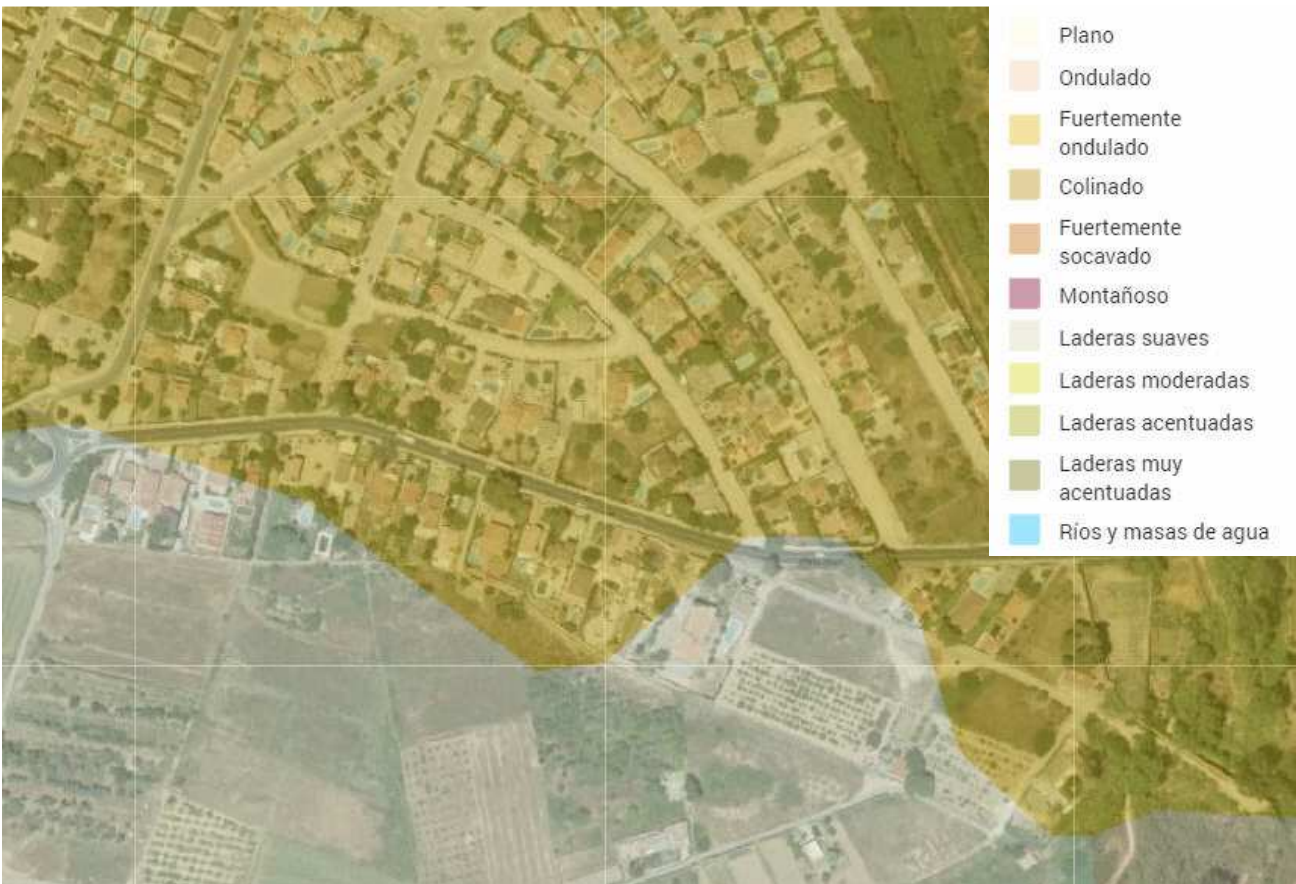 Plano
Ondulado
Fuertemente
ondulado
Colinado
Fuertemente
socavado
Montañoso
Laderas suaves
Laderas moderadas
Laderas acentuadas
Laderas muy
acentuadas
Ríos y masas de agua